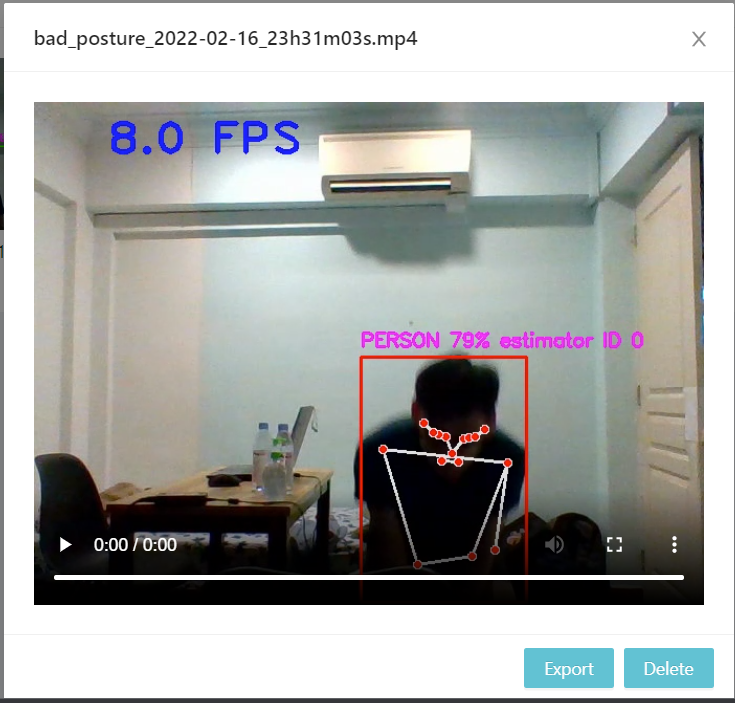 bad_posture_2022-02-16_23h31m03s.mp4
8.0 FPS
PERSON 79% estimator ID 0
0:00 / 0:00
Export
Delete